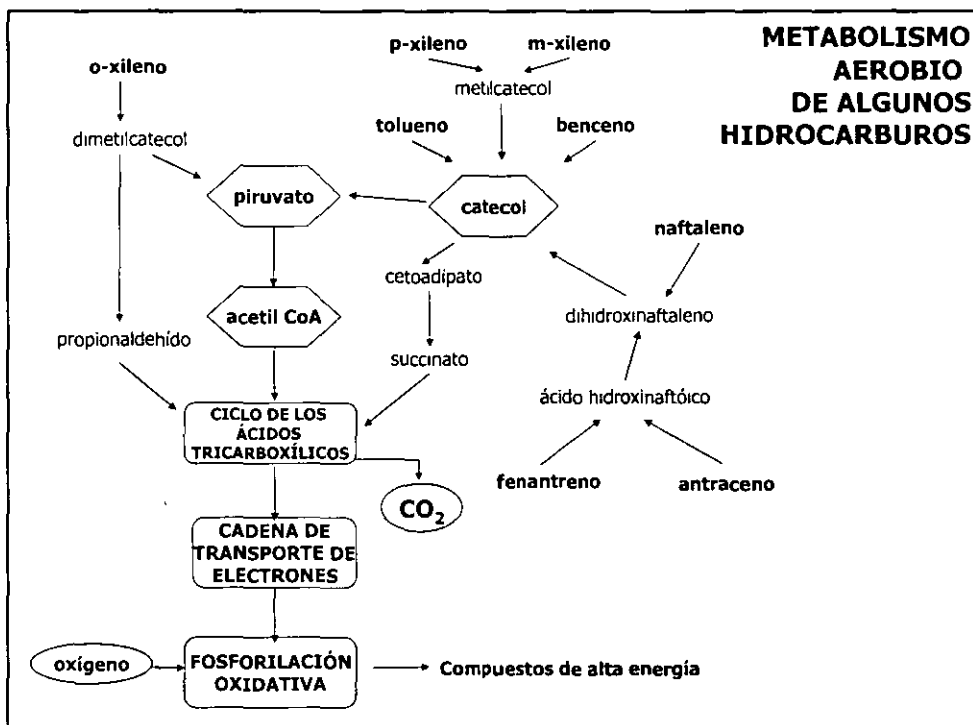 METABOLISMO
AEROBIO
DE ALGUNOS
HIDROCARBUROS
p-xileno
m-xileno
o-xileno
metilcatecol
dimetilcatecol
tolueno
benceno
piruvato
catecol
naftaleno
cetoadipato
acetil CoA
dihidroxinaftaleno
propionaldehído
succinato
ácido hidroxinaftóico
CICLO DE LOS
ÁCIDOS
TRICARBOXÍLICOS
fenantreno
antraceno
CO₂
CADENA DE
TRANSPORTE DE
ELECTRONES
oxígeno
FOSFORILACIÓN
OXIDATIVA
Compuestos de alta energía